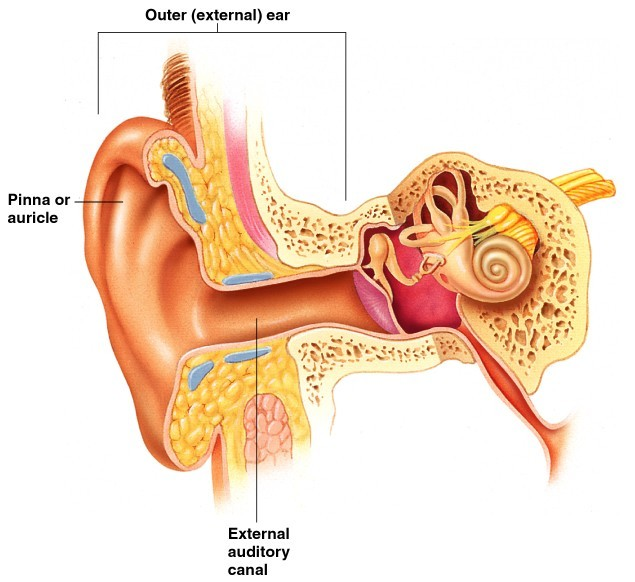 Outer (external) ear
Pinna or
auricle
External
auditory
canal